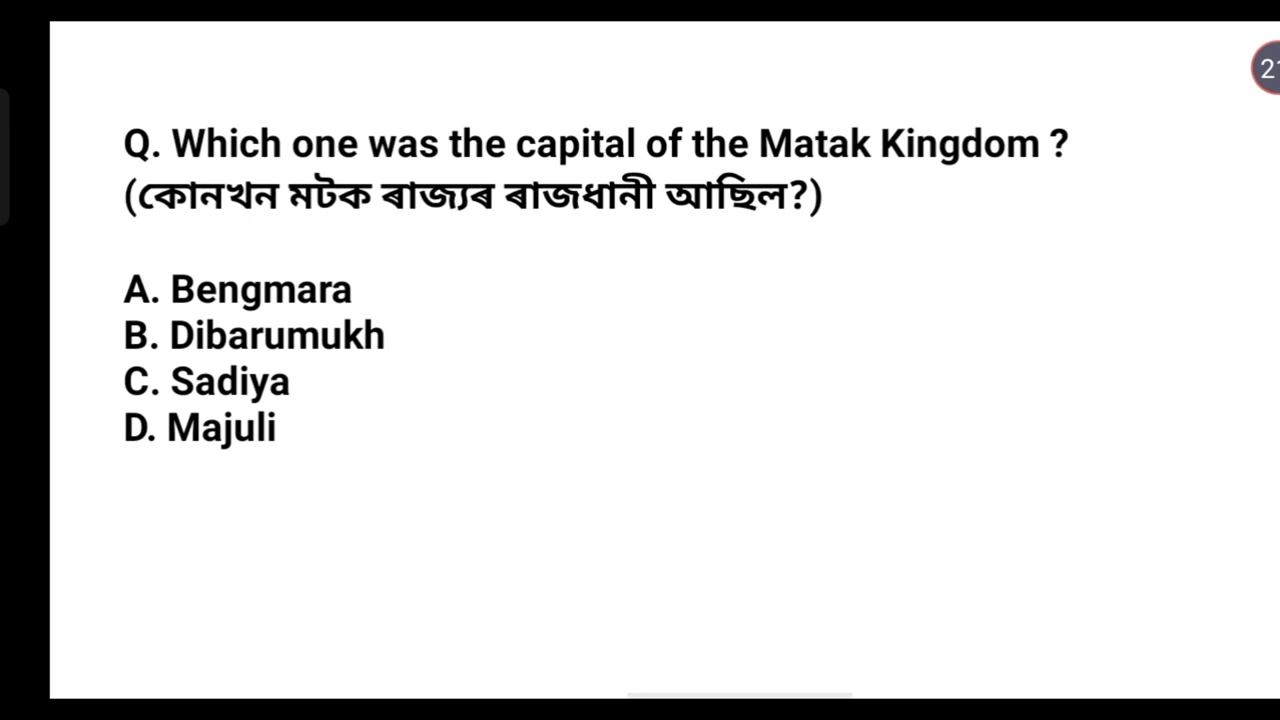 Q. Which one was the capital of the Matak Kingdom ?
(কোনখন মটক ৰাজ্যৰ ৰাজধানী আছিল?)
A. Bengmara
B. Dibarumukh
C. Sadiya
D. Majuli